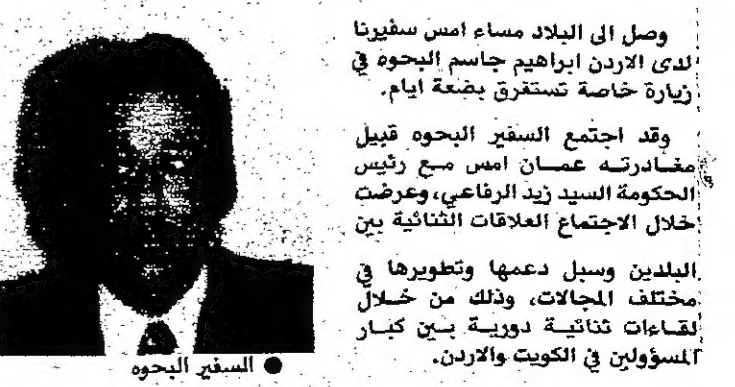 وصل الى البلاد مساء امس سفيرنا
لدى الاردن ابراهيم جاسم البحوه في
زيارة خاصة تستغرق بضعة ايام.
وقد اجتمع السفير البحوه قبيل
مغادرته عمان امس مع رئيس
الحكومة السيد زيد الرفاعي، وعرضت
خلال الاجتماع العلاقات الثنائية بين
البلدين وسبل دعمها وتطويرها في
مختلف المجالات، وذلك من خلال
لقاءات ثنائية دورية بين كبار
المسؤولين في الكويت والاردن.
● السفير البحوه